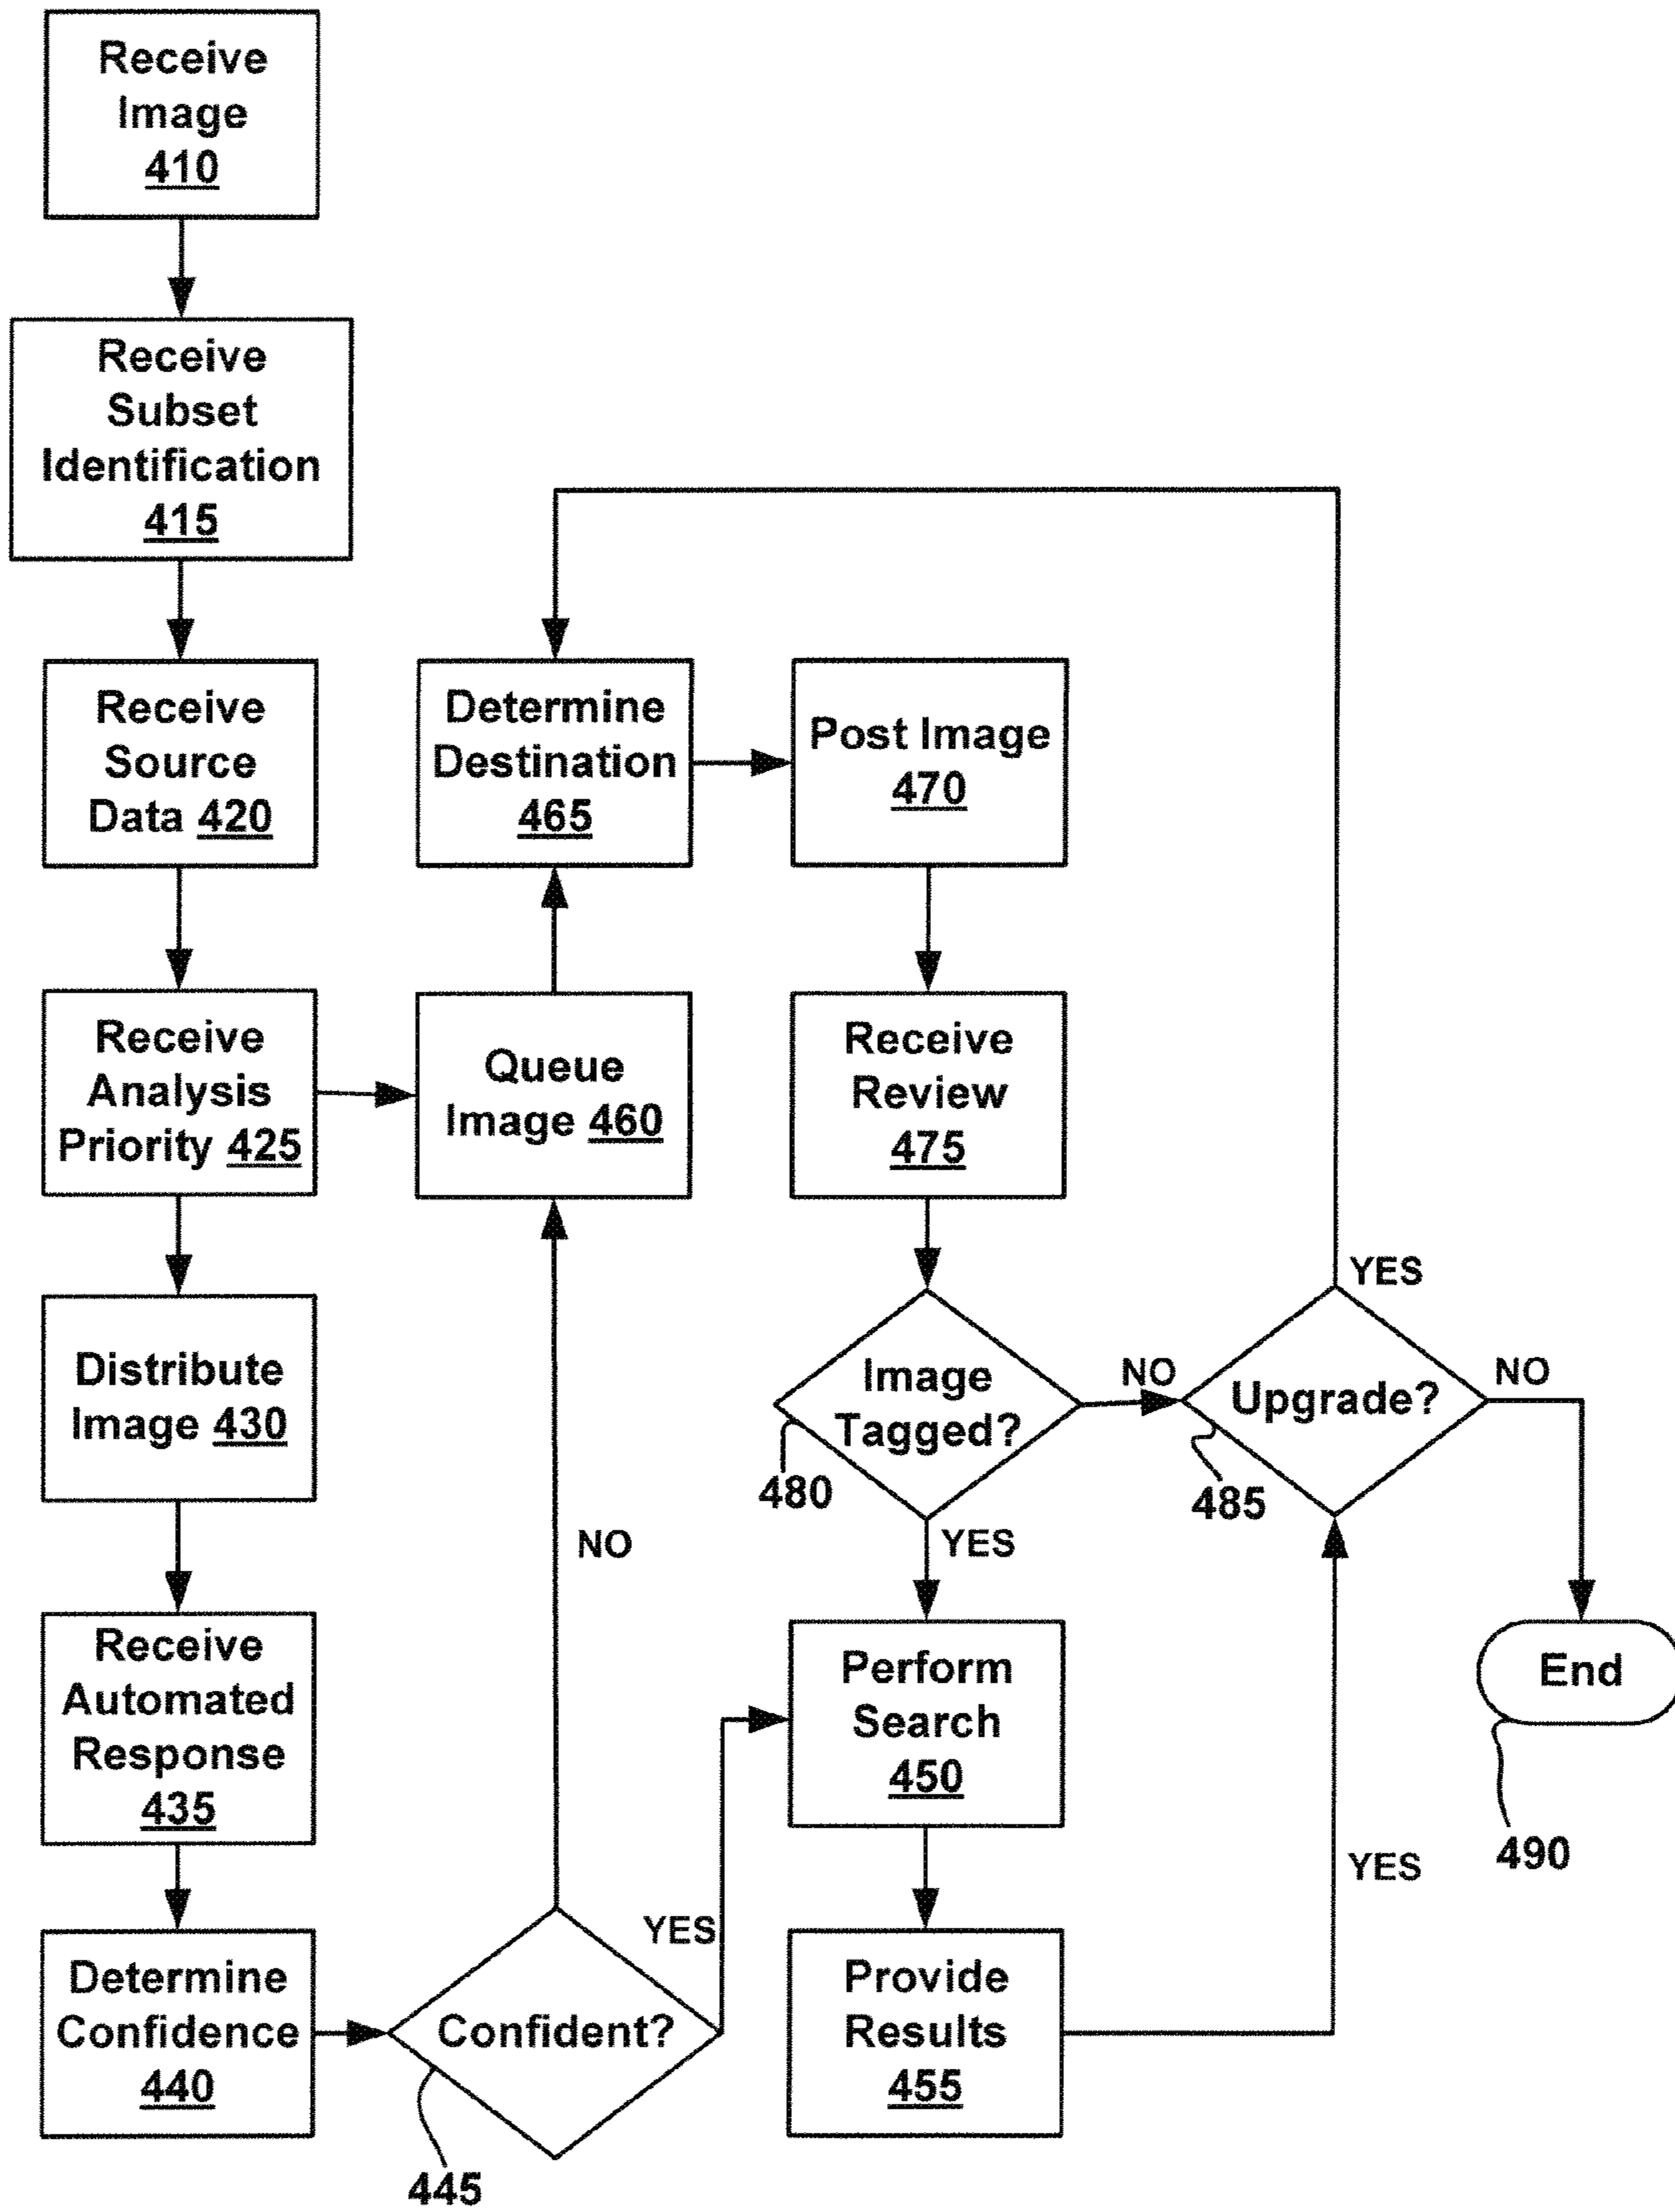 Receive
Image
410
Receive
Subset
Identification
415
Receive
Source
Data 420
Receive
Analysis
Priority 425
Distribute
Image 430
Receive
Automated
Response
435
Determine
Confidence
440
Confident?
445
NO
YES
Queue
Image 460
Determine
Destination
465
Post Image
470
Receive
Review
475
Image
Tagged?
480
NO
YES
Perform
Search
450
Provide
Results
455
YES
Upgrade?
485
YES
NO
End
490